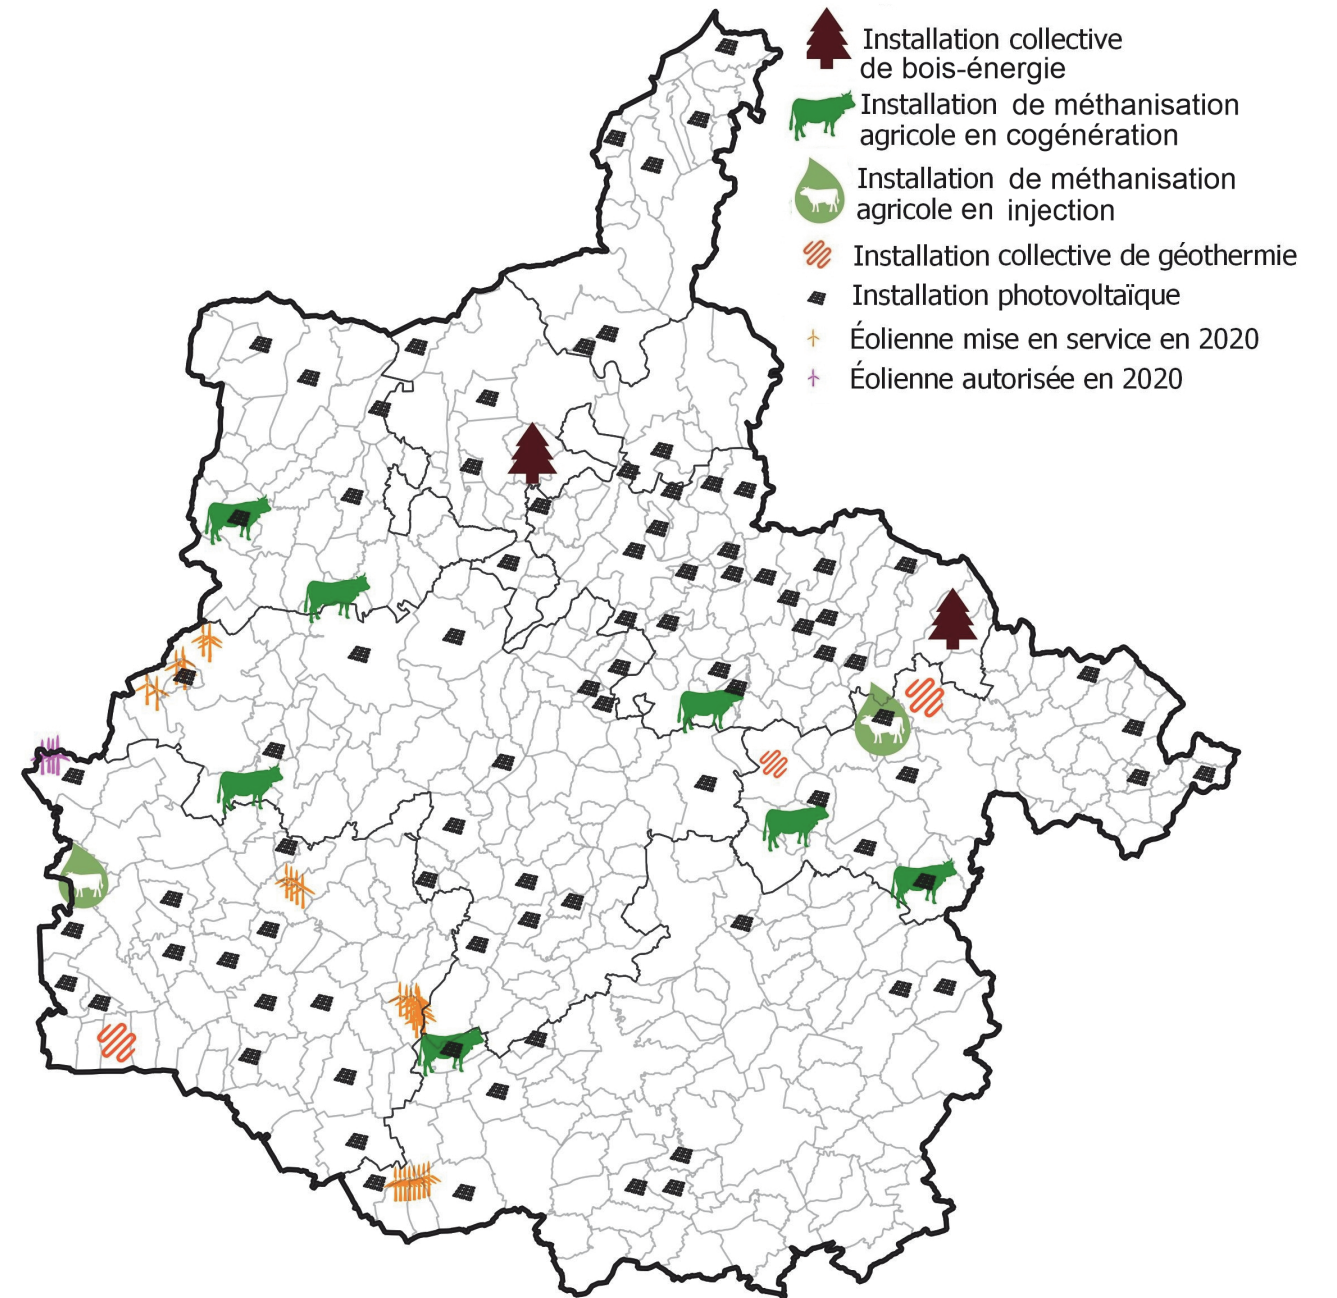 Installation collective
de bois-énergie
Installation de méthanisation
agricole en cogénération
Installation de méthanisation
agricole en injection
Installation collective de géothermie
Installation photovoltaïque
Éolienne mise en service en 2020
Éolienne autorisée en 2020